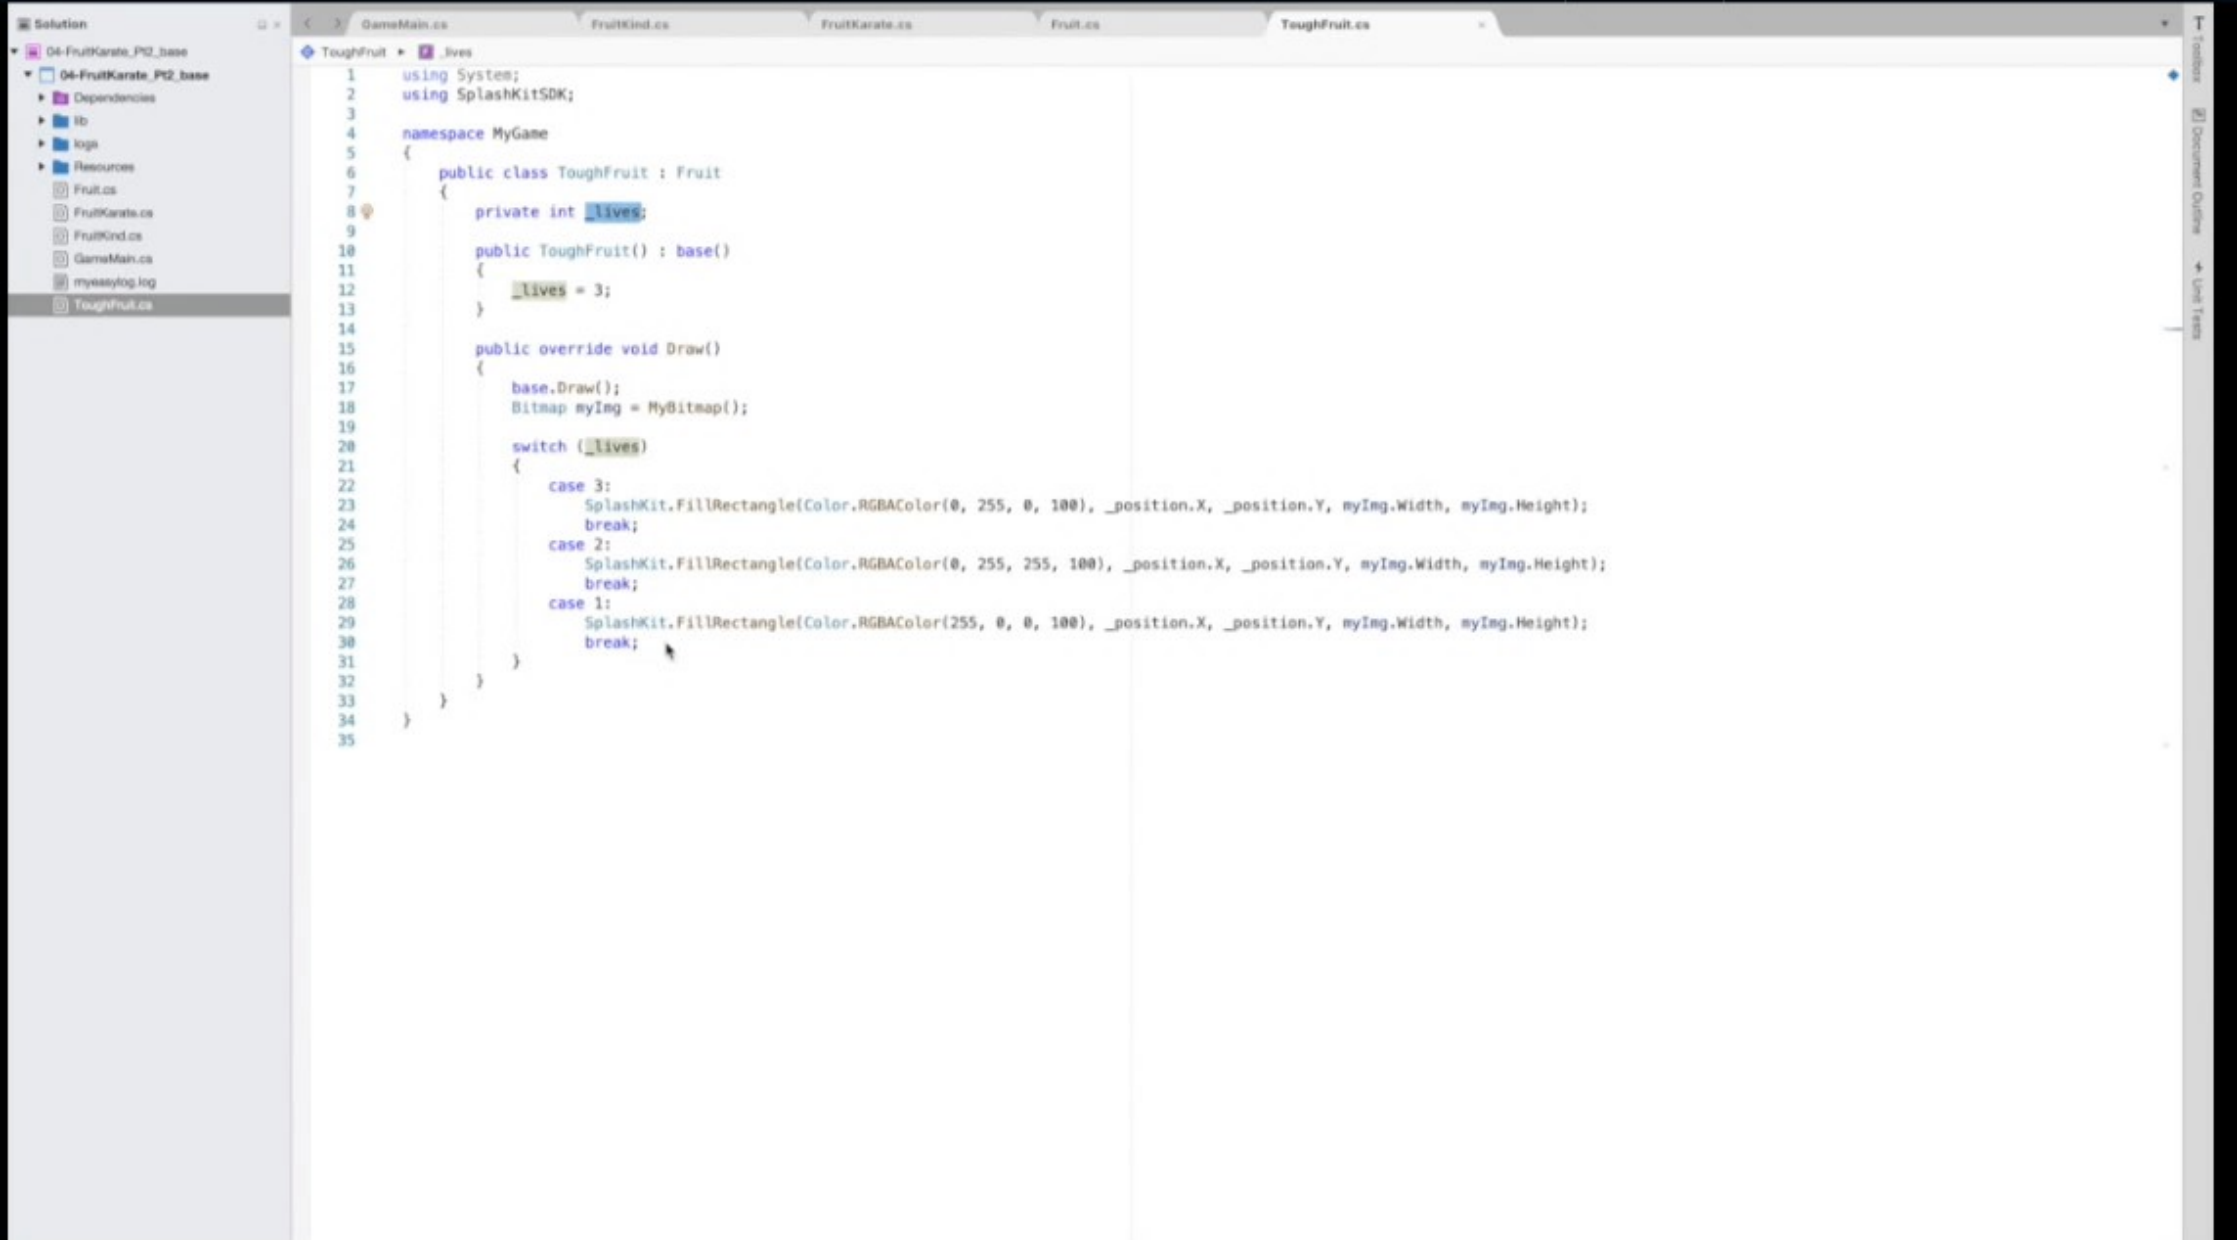 Solution
GameMain.cs
FruitKind.cs
FruitKarate.cs
Fruit.cs
ToughFruit.cs
04-FruitKarate_Pt2_base
04-FruitKarate_Pt2_base
Dependencies
lib
logs
Resources
Fruit.cs
FruitKarate.cs
FruitKind.cs
GameMain.cs
myeasylog.log
ToughFruit.cs
ToughFruit ▸ _lives
1 using System;
2 using SplashKitSDK;
3
4 namespace MyGame
5 {
6 public class ToughFruit : Fruit
7 {
8 private int _lives;
9
10 public ToughFruit() : base()
11 {
12 _lives = 3;
13 }
14
15 public override void Draw()
16 {
17 base.Draw();
18 Bitmap myImg = MyBitmap();
19
20 switch (_lives)
21 {
22 case 3:
23 SplashKit.FillRectangle(Color.RGBAColor(0, 255, 0, 100), _position.X, _position.Y, myImg.Width, myImg.Height);
24 break;
25 case 2:
26 SplashKit.FillRectangle(Color.RGBAColor(0, 255, 255, 100), _position.X, _position.Y, myImg.Width, myImg.Height);
27 break;
28 case 1:
29 SplashKit.FillRectangle(Color.RGBAColor(255, 0, 0, 100), _position.X, _position.Y, myImg.Width, myImg.Height);
30 break;
31 }
32 }
33 }
34 }
35
Toolbox
Document Outline
Unit Tests